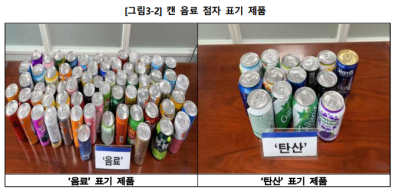 [그림3-2] 캔 음료 점자 표기 제품
'음료'
'탄산'
'음료' 표기 제품
'탄산' 표기 제품